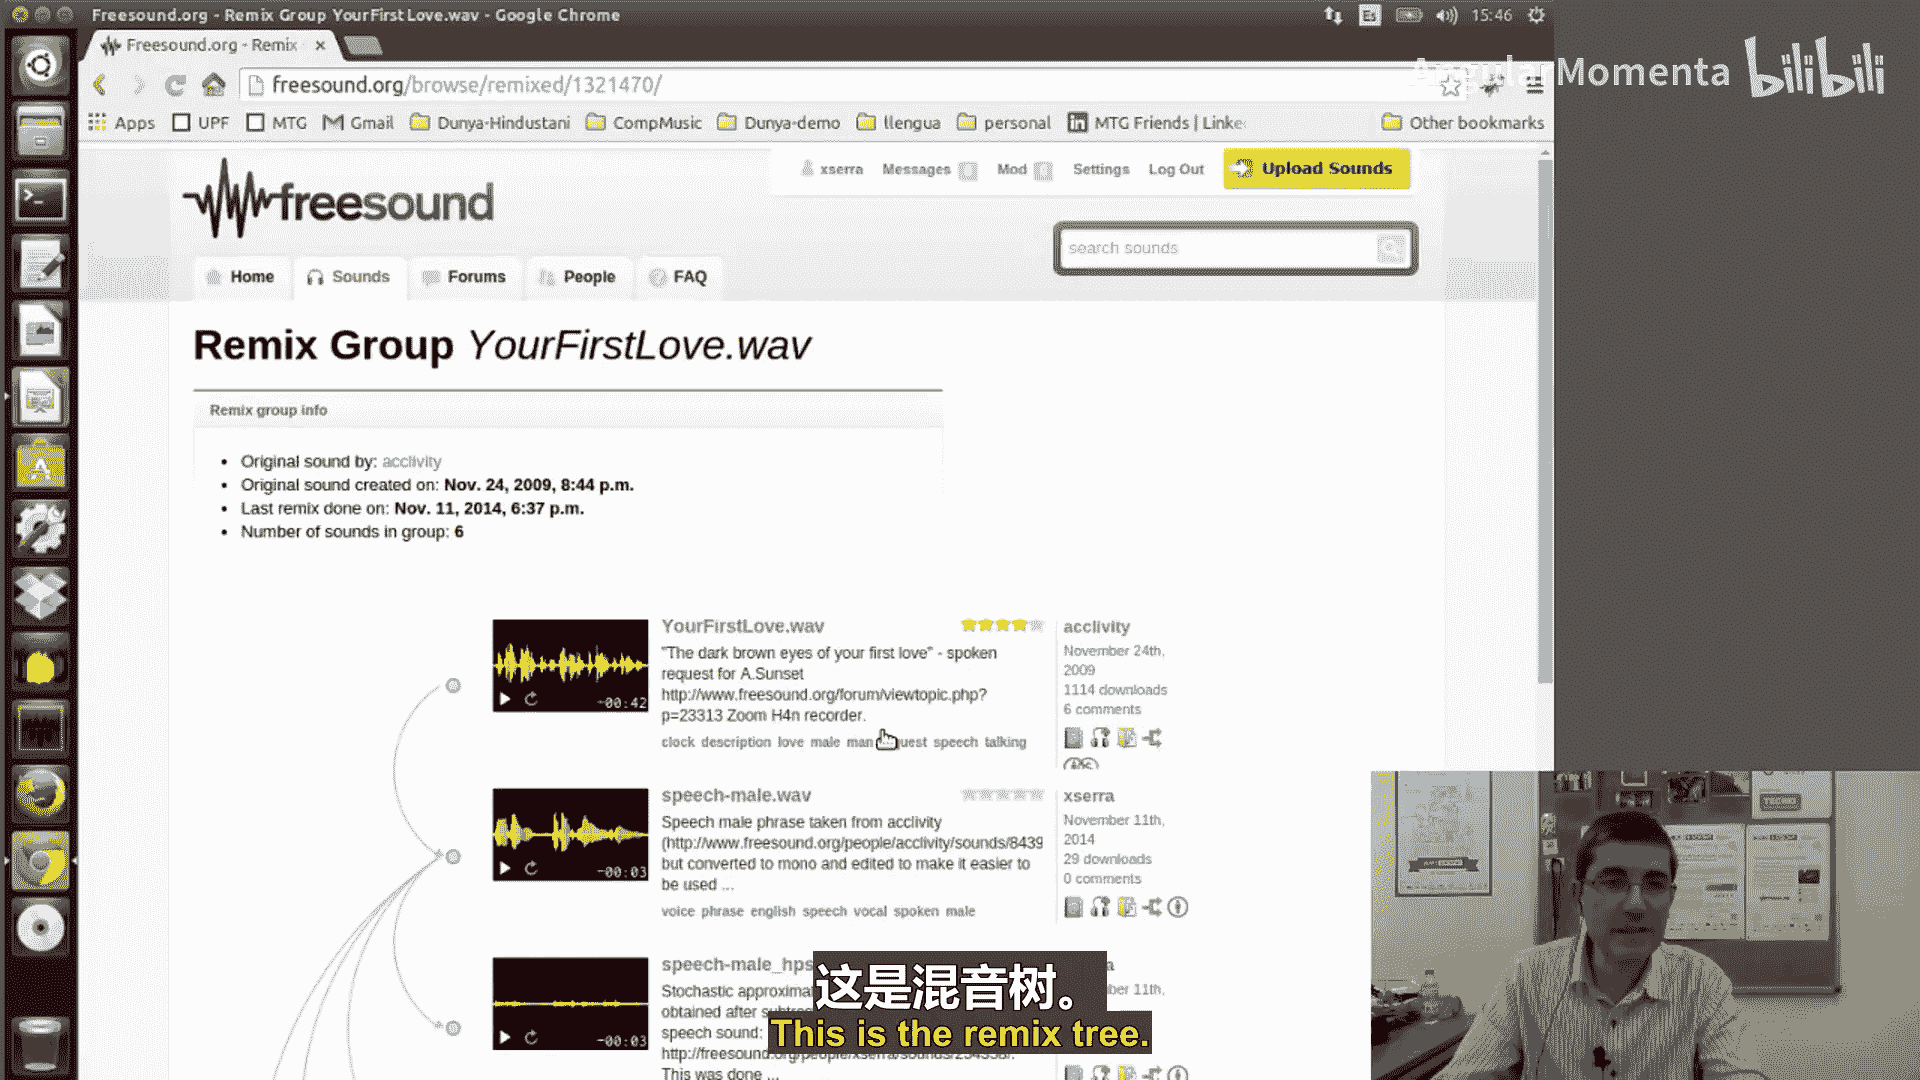 Freesound.org - Remix Group YourFirstLove.wav - Google Chrome
Es
15:46
Freesound.org - Remix
freesound.org/browse/remixed/1321470/
AngularMomenta bilibili
Apps UPF MTG Gmail Dunya-Hindustani CompMusic Dunya-demo tlengua personal MTG Friends | Linke Other bookmarks
freesound
xserra Messages Mod Settings Log Out Upload Sounds
search sounds
Home Sounds Forums People FAQ
Remix Group YourFirstLove.wav
Remix group info
Original sound by: acclivity
Original sound created on: Nov. 24, 2009, 8:44 p.m.
Last remix done on: Nov. 11, 2014, 6:37 p.m.
Number of sounds in group: 6
YourFirstLove.wav
"The dark brown eyes of your first love" - spoken
request for A.Sunset
http://www.freesound.org/forum/viewtopic.php?
p=23313 Zoom H4n recorder.
clock description love male man uest speech talking
-00:42
acclivity
November 24th,
2009
1114 downloads
6 comments
speech-male.wav
Speech male phrase taken from acclivity
(http://www.freesound.org/people/acclivity/sounds/8439
but converted to mono and edited to make it easier to
be used ...
voice phrase english speech vocal spoken male
-00:03
xserra
November 11th,
2014
29 downloads
0 comments
speech-male_hps
Stochastic approxima
obtained after
speech sound:
http://freesound.org/people/xserra/sounds/
This was done ...
-00:03
a
ber 11th,
这是混音树。
This is the remix tree.